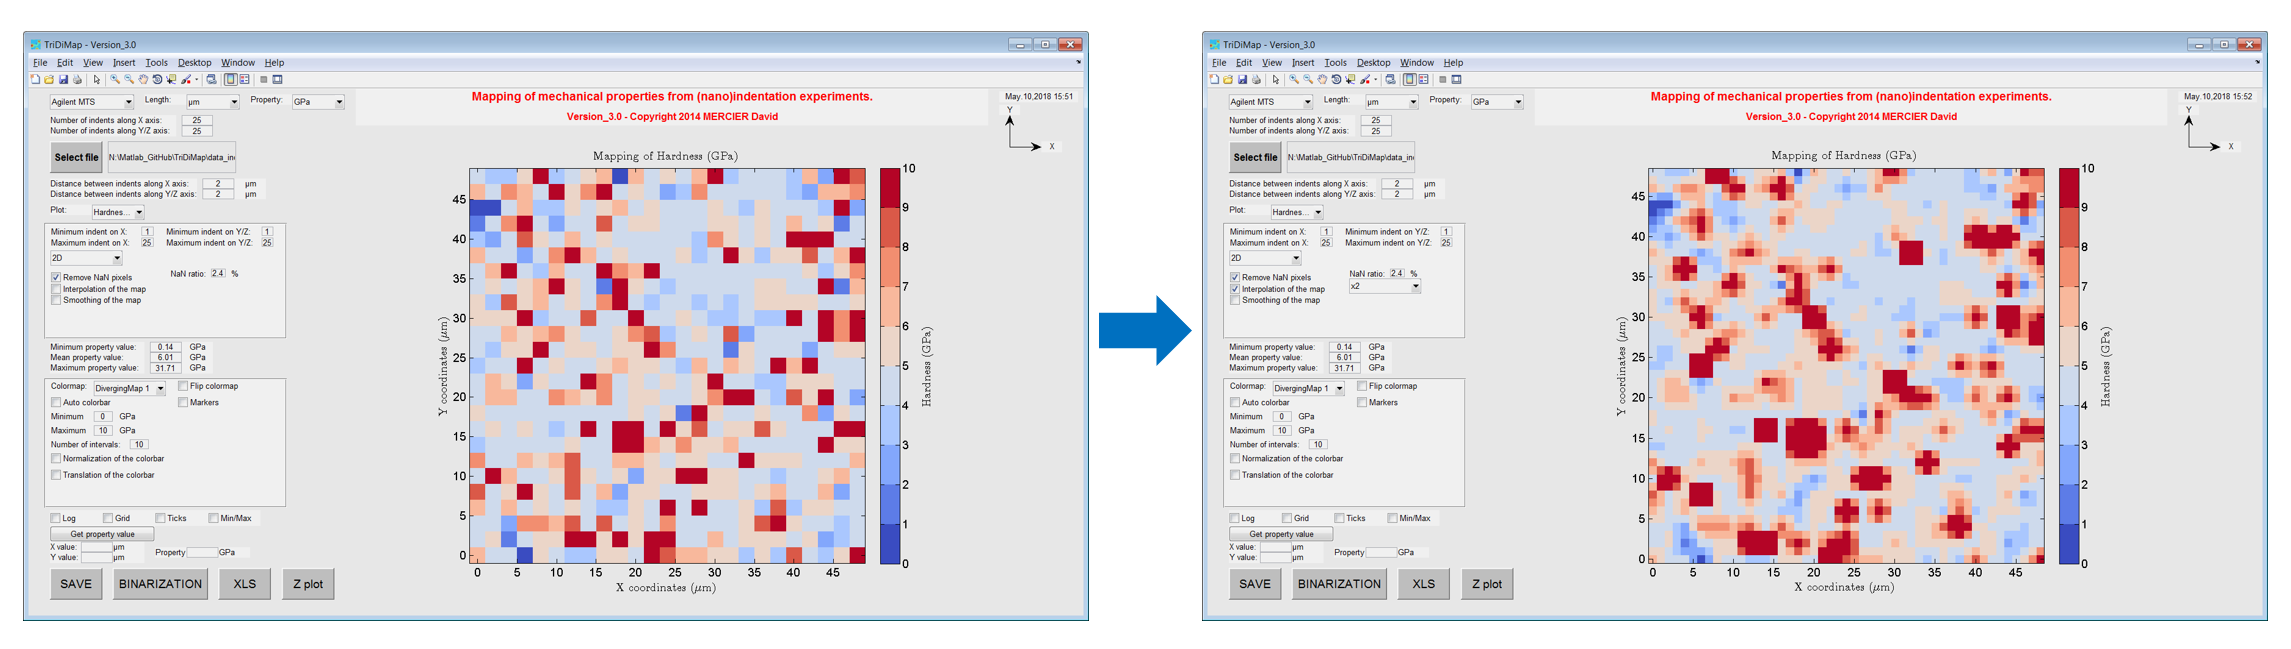 TriDiMap - Version_3.0
File Edit View Insert Tools Desktop Window Help
Agilent MTS Length: µm Property: GPa
Mapping of mechanical properties from (nano)indentation experiments.
Version_3.0 - Copyright 2014 MERCIER David
May.10,2018 15:51
Y
X
Number of indents along X axis: 25
Number of indents along Y/Z axis: 25
Select file N:\Matlab_GitHub\TriDiMap\data_in
Distance between indents along X axis: 2 µm
Distance between indents along Y/Z axis: 2 µm
Plot: Hardnes...
Minimum indent on X: 1 Minimum indent on Y/Z: 1
Maximum indent on X: 25 Maximum indent on Y/Z: 25
2D
Remove NaN pixels NaN ratio: 2.4 %
Interpolation of the map
Smoothing of the map
Minimum property value: 0.14 GPa
Mean property value: 6.01 GPa
Maximum property value: 31.71 GPa
Colormap: DivergingMap 1 Flip colormap
Auto colorbar Markers
Minimum 0 GPa
Maximum 10 GPa
Number of intervals: 10
Normalization of the colorbar
Translation of the colorbar
Log Grid Ticks Min/Max
Get property value
X value: µm
Y value: µm
Property GPa
SAVE BINARIZATION XLS Z plot
Mapping of Hardness (GPa)
45
40
35
30
25
20
15
10
5
0
Y coordinates (µm)
0 5 10 15 20 25 30 35 40 45
X coordinates (µm)
10
9
8
7
6
5
4
3
2
1
0
Hardness (GPa)
TriDiMap - Version_3.0
File Edit View Insert Tools Desktop Window Help
Agilent MTS Length: µm Property: GPa
Mapping of mechanical properties from (nano)indentation experiments.
Version_3.0 - Copyright 2014 MERCIER David
May.10,2018 15:52
Y
X
Number of indents along X axis: 25
Number of indents along Y/Z axis: 25
Select file N:\Matlab_GitHub\TriDiMap\data_in
Distance between indents along X axis: 2 µm
Distance between indents along Y/Z axis: 2 µm
Plot: Hardnes...
Minimum indent on X: 1 Minimum indent on Y/Z: 1
Maximum indent on X: 25 Maximum indent on Y/Z: 25
2D
Remove NaN pixels NaN ratio: 2.4 %
Interpolation of the map x2
Smoothing of the map
Minimum property value: 0.14 GPa
Mean property value: 6.01 GPa
Maximum property value: 31.71 GPa
Colormap: DivergingMap 1 Flip colormap
Auto colorbar Markers
Minimum 0 GPa
Maximum 10 GPa
Number of intervals: 10
Normalization of the colorbar
Translation of the colorbar
Log Grid Ticks Min/Max
Get property value
X value: µm
Y value: µm
Property GPa
SAVE BINARIZATION XLS Z plot
Mapping of Hardness (GPa)
45
40
35
30
25
20
15
10
5
0
Y coordinates (µm)
0 5 10 15 20 25 30 35 40 45
X coordinates (µm)
10
9
8
7
6
5
4
3
2
1
0
Hardness (GPa)